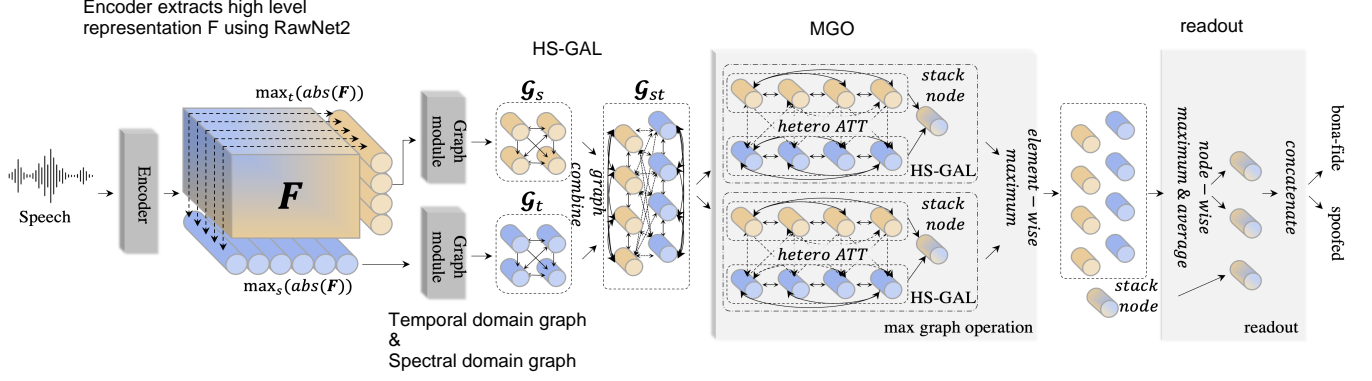 Encoder extracts high level
representation F using RawNet2
HS-GAL
MGO
readout
Speech
Encoder
max_t(abs(F))
F
max_s(abs(F))
Graph
module
Graph
module
𝒢_s
𝒢_t
graph
combine
𝒢_st
Temporal domain graph
&
Spectral domain graph
stack
node
hetero ATT
HS-GAL
stack
node
hetero ATT
HS-GAL
max graph operation
element − wise
maximum
stack
node
node − wise
maximum & average
readout
concatenate
bona-fide
spoofed